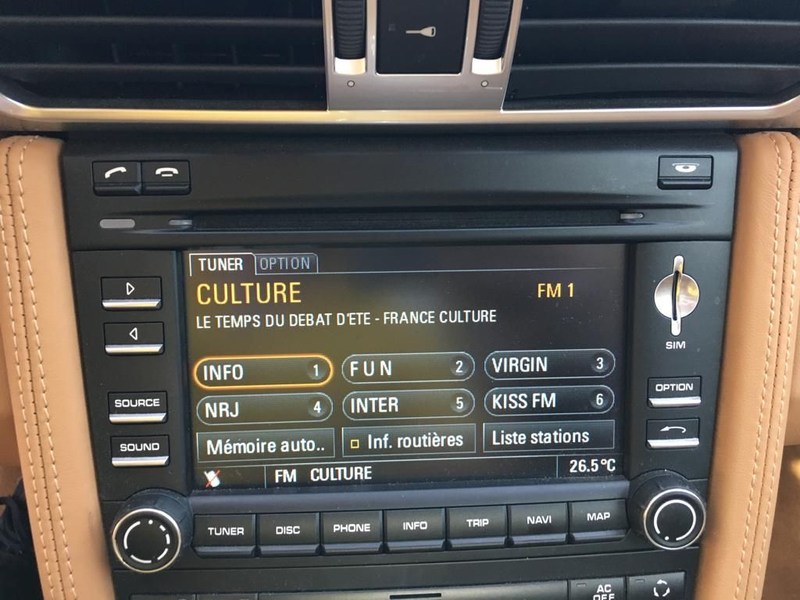 TUNER OPTION
CULTURE FM 1
LE TEMPS DU DEBAT D'ETE - FRANCE CULTURE
INFO 1 FUN 2 VIRGIN 3
NRJ 4 INTER 5 KISS FM 6
Mémoire auto.. Inf. routières Liste stations
FM CULTURE 26.5°C
SOURCE
SOUND
SIM
OPTION
TUNER DISC PHONE INFO TRIP NAVI MAP
AC
OFF